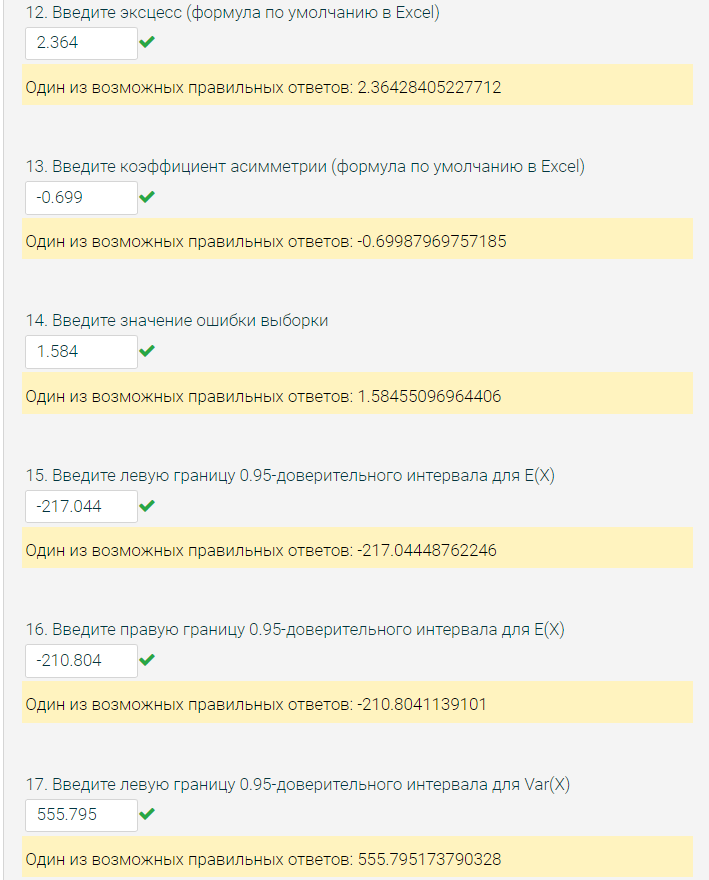 12. Введите эксцесс (формула по умолчанию в Excel)
2.364
Один из возможных правильных ответов: 2.36428405227712
13. Введите коэффициент асимметрии (формула по умолчанию в Excel)
-0.699
Один из возможных правильных ответов: -0.69987969757185
14. Введите значение ошибки выборки
1.584
Один из возможных правильных ответов: 1.58455096964406
15. Введите левую границу 0.95-доверительного интервала для E(X)
-217.044
Один из возможных правильных ответов: -217.04448762246
16. Введите правую границу 0.95-доверительного интервала для E(X)
-210.804
Один из возможных правильных ответов: -210.8041139101
17. Введите левую границу 0.95-доверительного интервала для Var(X)
555.795
Один из возможных правильных ответов: 555.795173790328